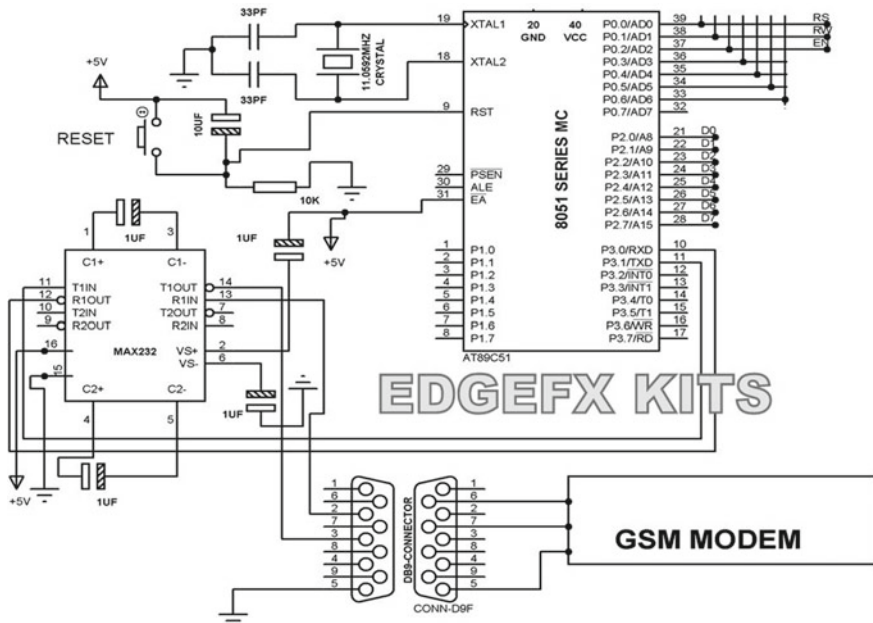 33PF
33PF
11.0592MHZ
CRYSTAL
+5V
RESET
10UF
10K
19 XTAL1
18 XTAL2
9 RST
29 PSEN
30 ALE
31 EA
1 P1.0
2 P1.1
3 P1.2
4 P1.3
5 P1.4
6 P1.5
7 P1.6
8 P1.7
20 40
GND VCC
8051 SERIES MC
P0.0/AD0 39 RS
P0.1/AD1 38 RW
P0.2/AD2 37 EN
P0.3/AD3 36
P0.4/AD4 35
P0.5/AD5 34
P0.6/AD6 33
P0.7/AD7 32
P2.0/A8 21 D0
P2.1/A9 22 D1
P2.2/A10 23 D2
P2.3/A11 24 D3
P2.4/A12 25 D4
P2.5/A13 26 D5
P2.6/A14 27 D6
P2.7/A15 28 D7
P3.0/RXD 10
P3.1/TXD 11
P3.2/INT0 12
P3.3/INT1 13
P3.4/T0 14
P3.5/T1 15
P3.6/WR 16
P3.7/RD 17
AT89C51
EDGEFX KITS
1 1UF 3
C1+ C1-
11 T1IN T1OUT 14
12 R1OUT R1IN 13
10 T2IN T2OUT 7
9 R2OUT R2IN 8
16 MAX232 VS+ 2
15 VS- 6
C2+ C2-
4 5
1UF
+5V
1UF
+5V
1UF
1
6
2
7
3
8
4
9
5
DB9-CONNECTOR
1
6
2
7
3
8
4
9
5
CONN-D9F
GSM MODEM